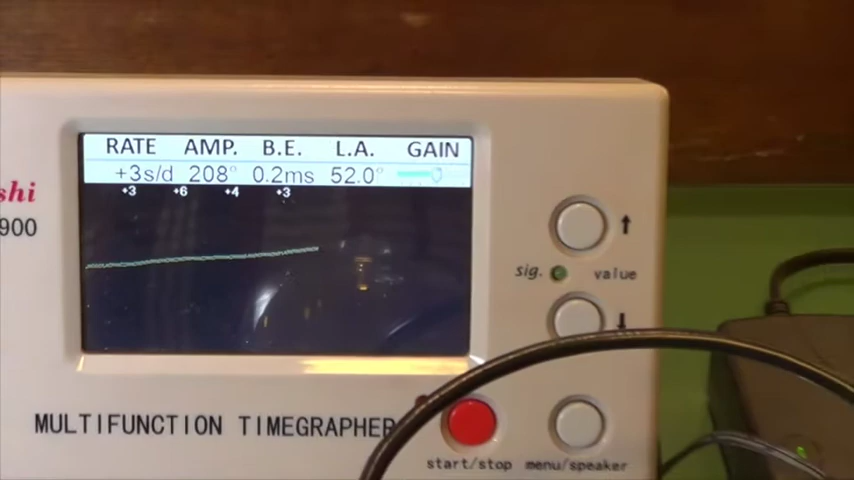 RATE AMP. B.E. L.A. GAIN
+3s/d 208° 0.2ms 52.0°
+3 +6 +4 +3
shi
900
sig. value
MULTIFUNCTION TIMEGRAPHER
start/stop menu/speaker